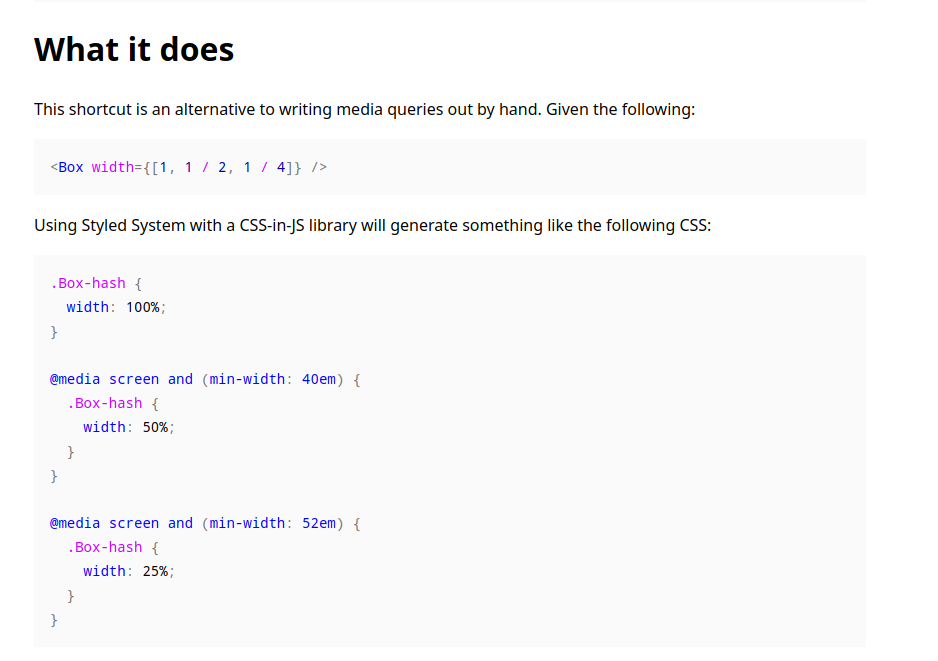 What it does
This shortcut is an alternative to writing media queries out by hand. Given the following:
<Box width={[1, 1 / 2, 1 / 4]} />
Using Styled System with a CSS-in-JS library will generate something like the following CSS:
.Box-hash {
  width: 100%;
}
@media screen and (min-width: 40em) {
  .Box-hash {
    width: 50%;
  }
}
@media screen and (min-width: 52em) {
  .Box-hash {
    width: 25%;
  }
}